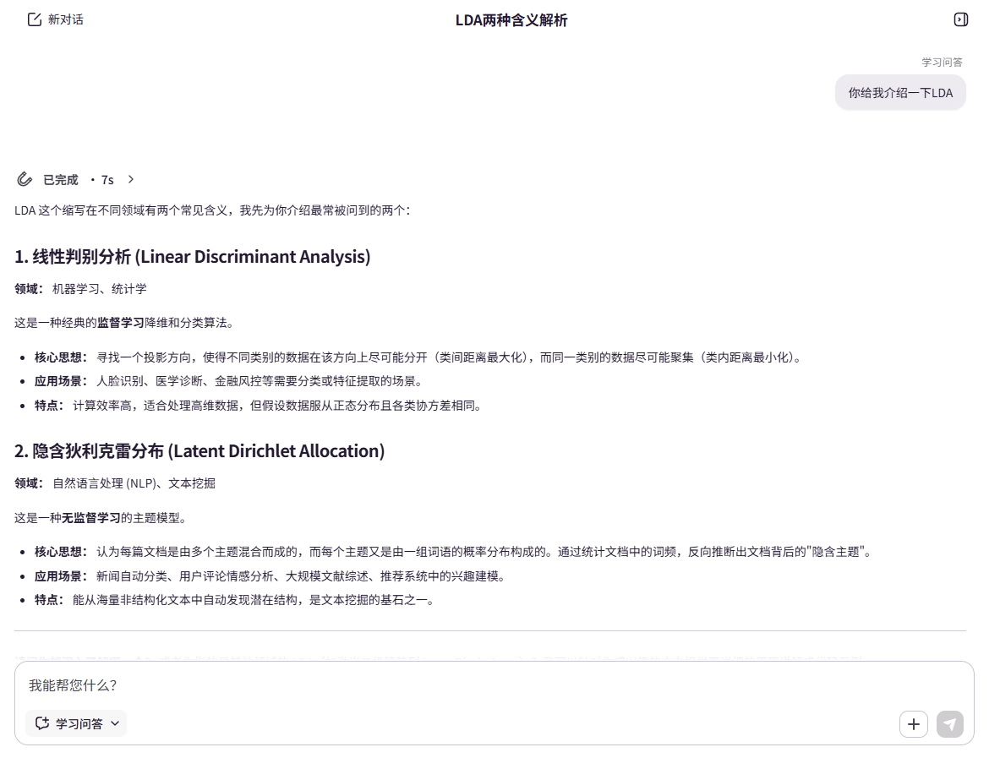 新对话
LDA两种含义解析
学习问答
你给我介绍一下LDA
已完成 · 7s
LDA 这个缩写在不同领域有两个常见含义，我先为你介绍最常被问到的两个：
1. 线性判别分析 (Linear Discriminant Analysis)
领域： 机器学习、统计学
这是一种经典的监督学习降维和分类算法。
• 核心思想： 寻找一个投影方向，使得不同类别的数据在该方向上尽可能分开（类间距离最大化），而同一类别的数据尽可能聚集（类内距离最小化）。
• 应用场景： 人脸识别、医学诊断、金融风控等需要分类或特征提取的场景。
• 特点： 计算效率高，适合处理高维数据，但假设数据服从正态分布且各类协方差相同。
2. 隐含狄利克雷分布 (Latent Dirichlet Allocation)
领域： 自然语言处理 (NLP)、文本挖掘
这是一种无监督学习的主题模型。
• 核心思想： 认为每篇文档是由多个主题混合而成的，而每个主题又是由一组词语的概率分布构成的。通过统计文档中的词频，反向推断出文档背后的"隐含主题"。
• 应用场景： 新闻自动分类、用户评论情感分析、大规模文献综述、推荐系统中的兴趣建模。
• 特点： 能从海量非结构化文本中自动发现潜在结构，是文本挖掘的基石之一。
我能帮您什么？
学习问答